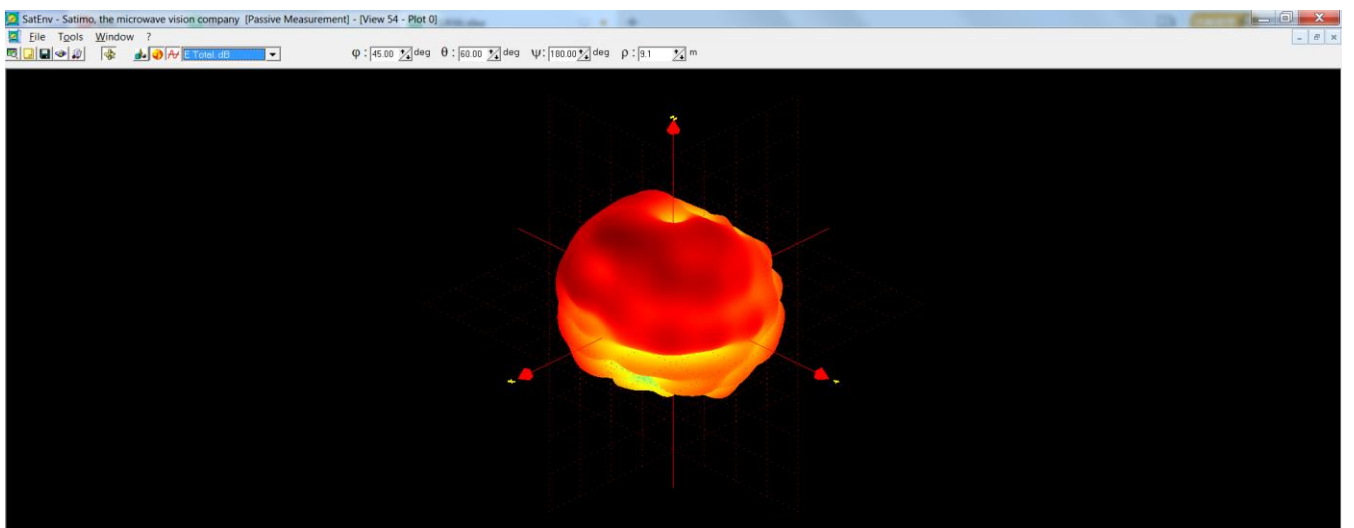 SatEnv - Satimo, the microwave vision company [Passive Measurement] - [View 54 - Plot 0]
File Tools Window ?
E Total. dB φ : 45.00 deg θ : 60.00 deg ψ: 180.00 deg ρ : 9.1 m